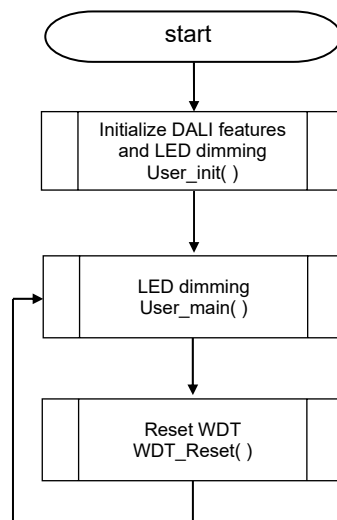 start
Initialize DALI features
and LED dimming
User_init( )
LED dimming
User_main( )
Reset WDT
WDT_Reset( )